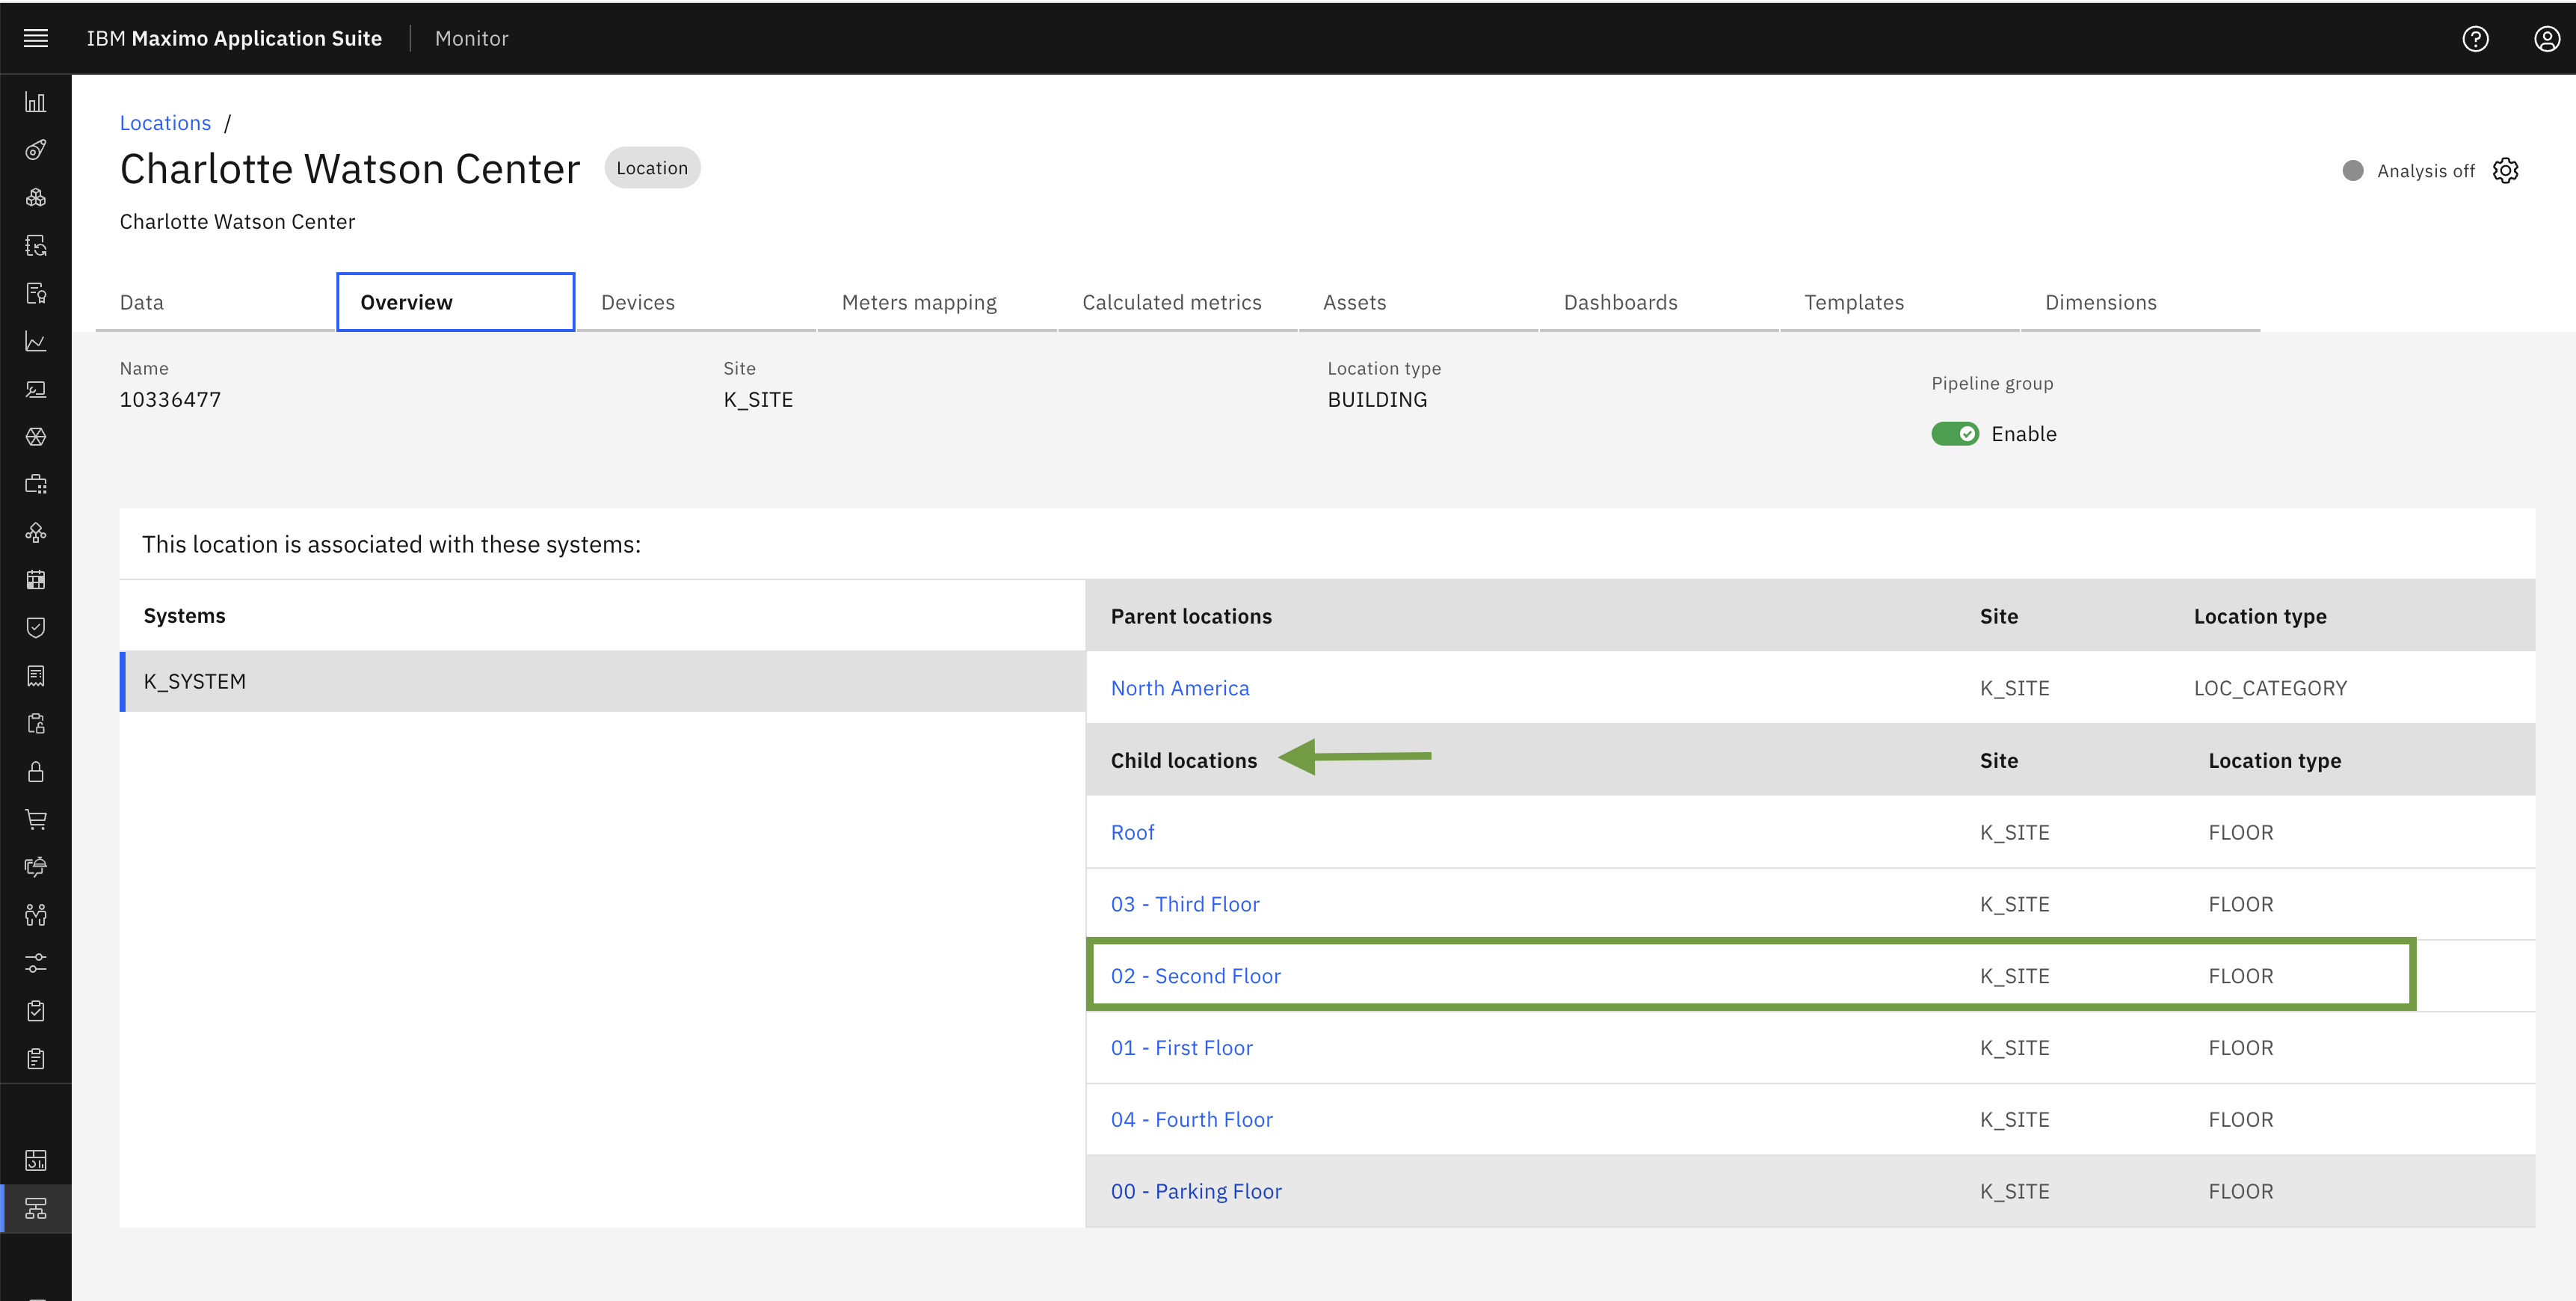 IBM Maximo Application Suite Monitor
Locations /
Charlotte Watson Center Location
Analysis off
Charlotte Watson Center
Data Overview Devices Meters mapping Calculated metrics Assets Dashboards Templates Dimensions
Name Site Location type Pipeline group
10336477 K_SITE BUILDING
Enable
This location is associated with these systems:
Systems Parent locations Site Location type
K_SYSTEM North America K_SITE LOC_CATEGORY
Child locations Site Location type
Roof K_SITE FLOOR
03 - Third Floor K_SITE FLOOR
02 - Second Floor K_SITE FLOOR
01 - First Floor K_SITE FLOOR
04 - Fourth Floor K_SITE FLOOR
00 - Parking Floor K_SITE FLOOR